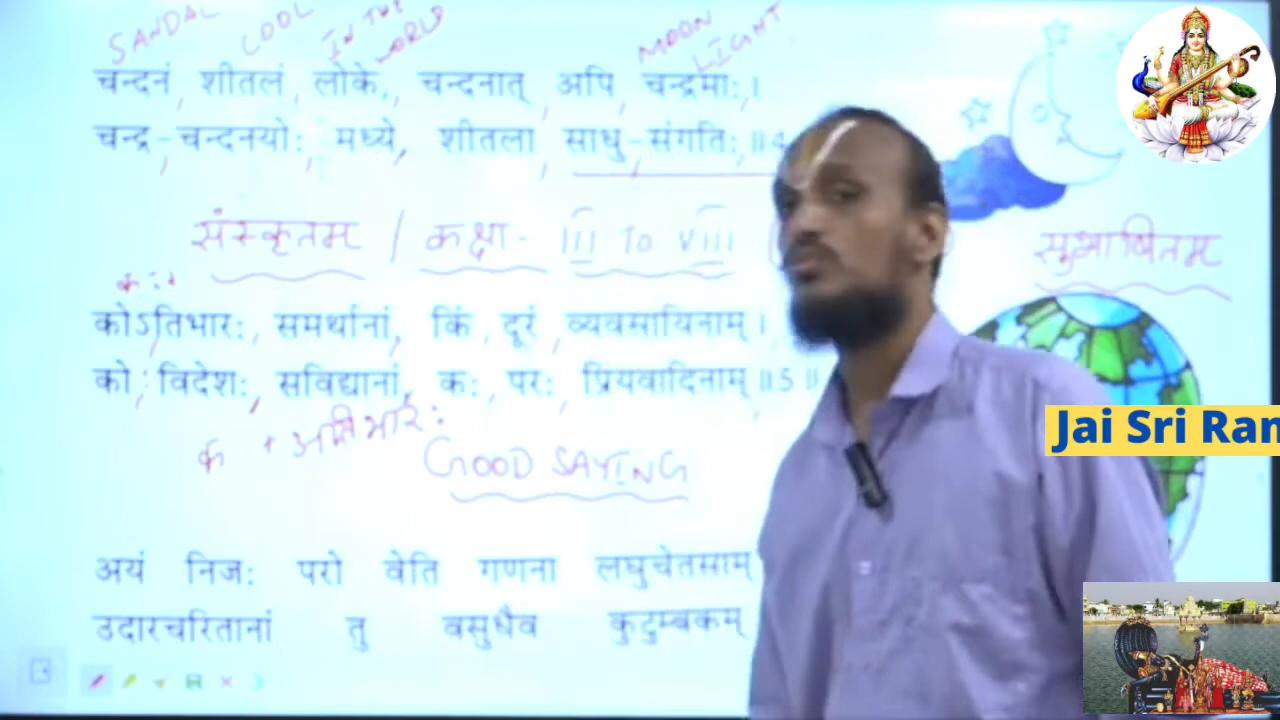 SANDAL COOL IN THE WORLD MOON LIGHT
चन्दनं, शीतलं, लोके, चन्दनात्, अपि, चन्द्रमाः, ।
चन्द्र-चन्दनयोः मध्ये, शीतला, साधु-संगतिः, ॥4
संस्कृतम / कक्षा- III TO VIII
सुभाषितम
कोऽतिभारः, समर्थानां, किं, दूरं, व्यवसायिनाम् ।
को विदेशः, सविद्यानां, कः, परः, प्रियवादिनाम् ॥5॥
क + अतिभारः
Jai Sri Ram
GOOD SAYING
अयं निजः परो वेति गणना लघुचेतसाम्
उदारचरितानां तु वसुधैव कुटुम्बकम्